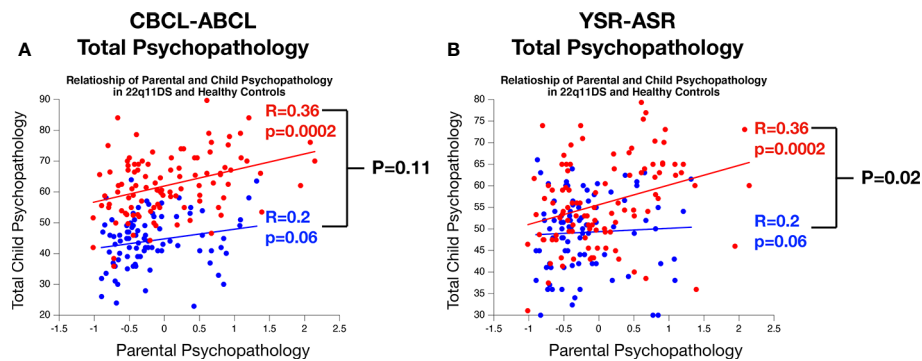 CBCL-ABCL
A Total Psychopathology
Relatioship of Parental and Child Psychopathology
in 22q11DS and Healthy Controls
Total Child Psychopathology
90
80
70
60
50
40
30
20
-1.5 -1 -0.5 0 0.5 1 1.5 2 2.5
Parental Psychopathology
R=0.36
p=0.0002
P=0.11
R=0.2
p=0.06
YSR-ASR
B Total Psychopathology
Relatioship of Parental and Child Psychopathology
in 22q11DS and Healthy Controls
Total Child Psychopathology
80
75
70
65
60
55
50
45
40
35
30
-1.5 -1 -0.5 0 0.5 1 1.5 2 2.5
Parental Psychopathology
R=0.36
p=0.0002
P=0.02
R=0.2
p=0.06